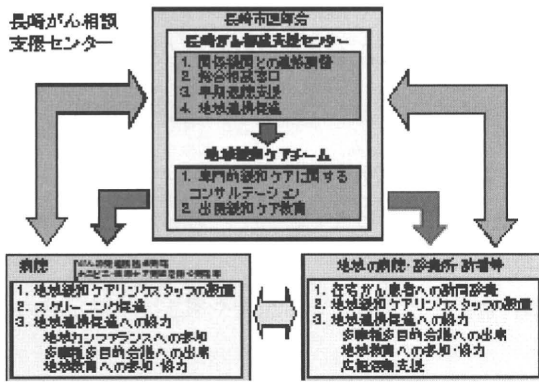 長崎がん相談
支援センター
長崎市医師会
長崎がん相談支援センター
1. 関係機関との連絡調整
2. 総合相談窓口
3. 早期退院支援
4. 地域連携促進
地域緩和ケアチーム
1. 専門的緩和ケアに関する
コンサルテーション
2. 出張緩和ケア教育
病院
1. 地域緩和ケアリンクスタッフの設置
2. スクリーニング促進
3. 地域連携促進への協力
地域カンファランスへの参加
多職種多目的会議への出席
地域教育への参加・協力
地域の病院・診療所・訪看等
1. 在宅がん患者への訪問診療
2. 地域緩和ケアリンクスタッフの設置
3. 地域連携促進への協力
多職種多目的会議への出席
地域教育への参加・協力
広報活動支援